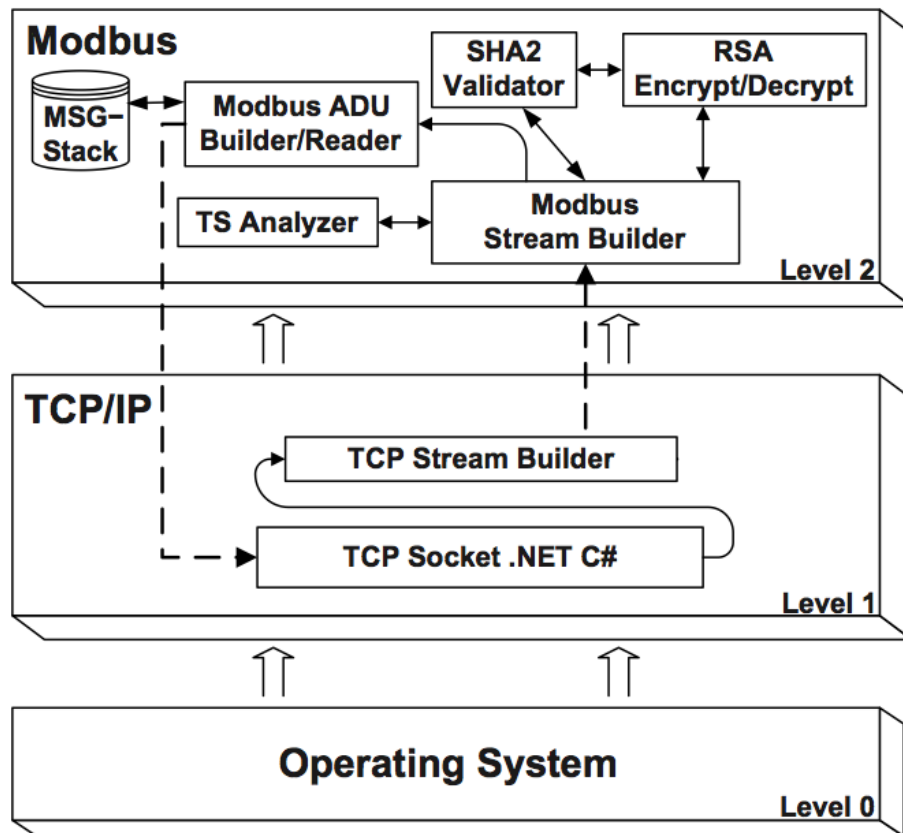 Modbus
MSG–
Stack
Modbus ADU
Builder/Reader
SHA2
Validator
RSA
Encrypt/Decrypt
TS Analyzer
Modbus
Stream Builder
Level 2
TCP/IP
TCP Stream Builder
TCP Socket .NET C#
Level 1
Operating System
Level 0